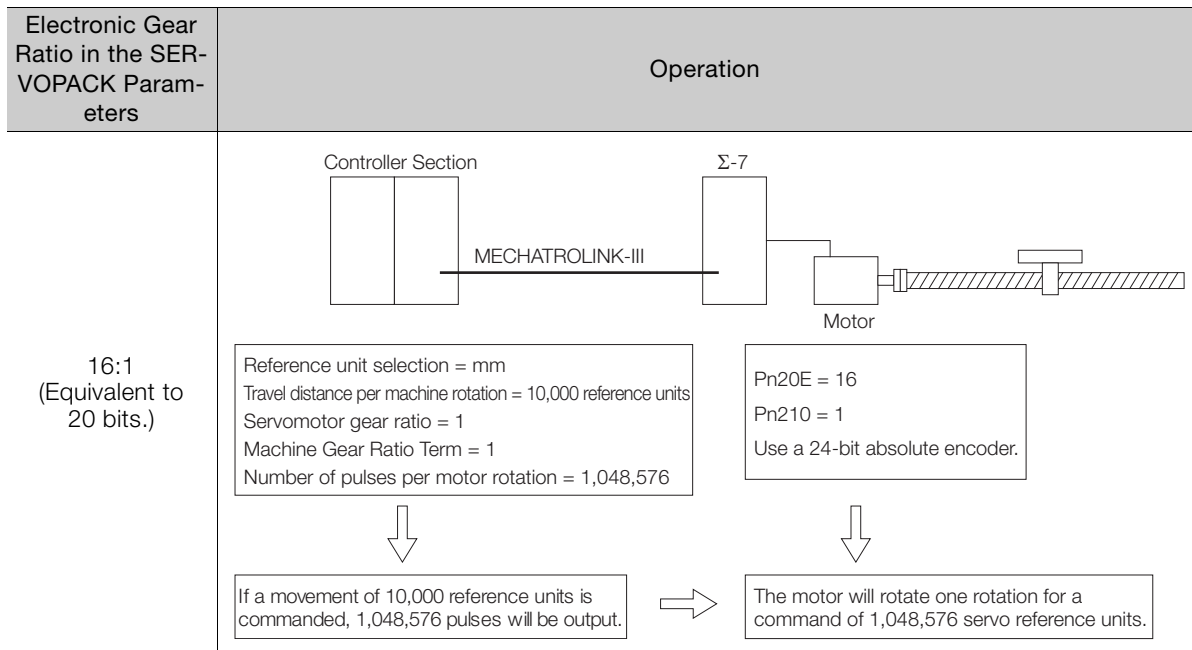 Electronic Gear
Ratio in the SER-
VOPACK Param-
eters
Operation
16:1
(Equivalent to
20 bits.)
Controller Section
Σ-7
MECHATROLINK-III
Motor
Reference unit selection = mm
Travel distance per machine rotation = 10,000 reference units
Servomotor gear ratio = 1
Machine Gear Ratio Term = 1
Number of pulses per motor rotation = 1,048,576
Pn20E = 16
Pn210 = 1
Use a 24-bit absolute encoder.
If a movement of 10,000 reference units is
commanded, 1,048,576 pulses will be output.
The motor will rotate one rotation for a
command of 1,048,576 servo reference units.